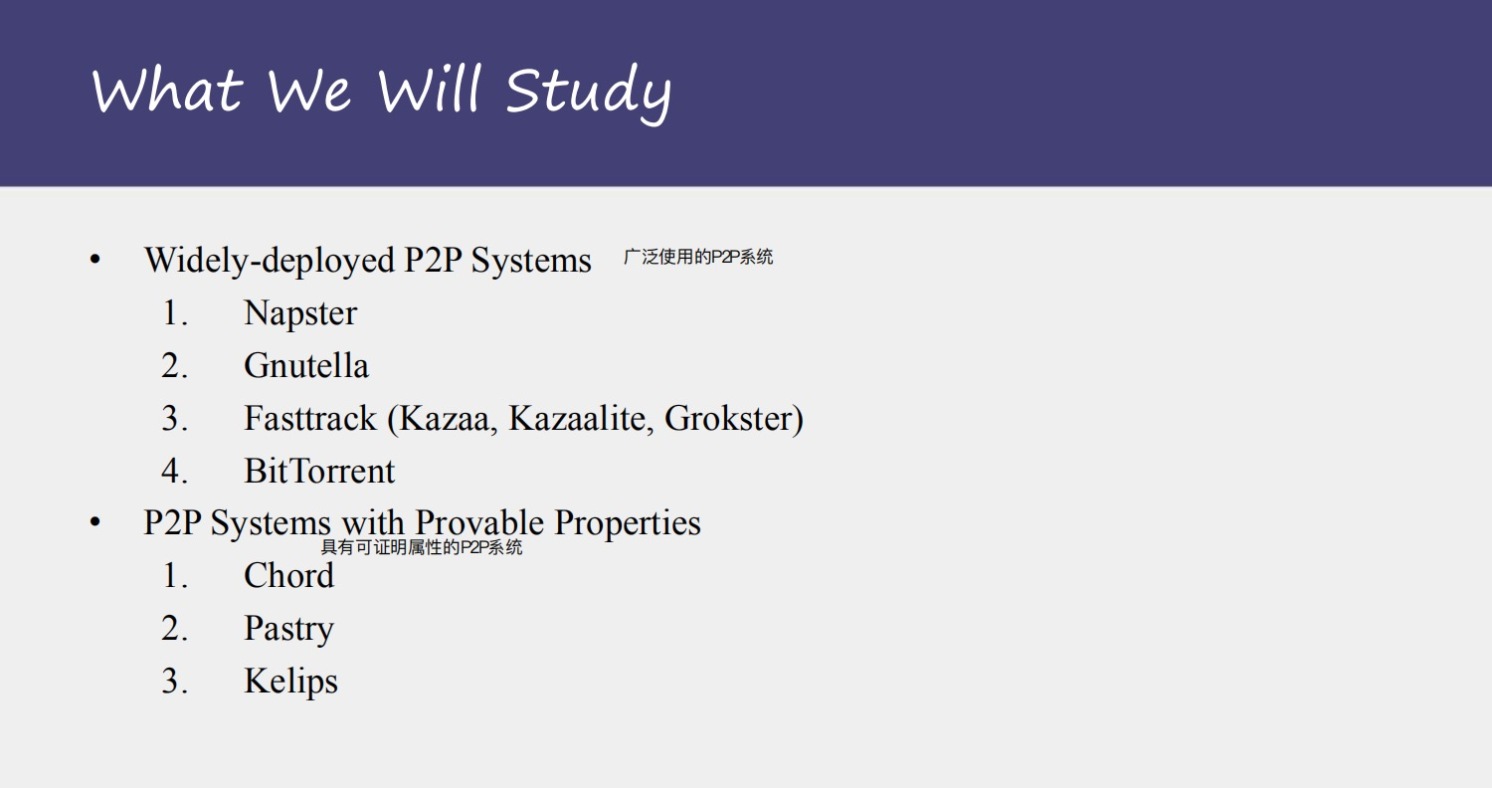 What We Will Study
• Widely-deployed P2P Systems 广泛使用的P2P系统
1. Napster
2. Gnutella
3. Fasttrack (Kazaa, Kazaalite, Grokster)
4. BitTorrent
• P2P Systems with Provable Properties
具有可证明属性的P2P系统
1. Chord
2. Pastry
3. Kelips